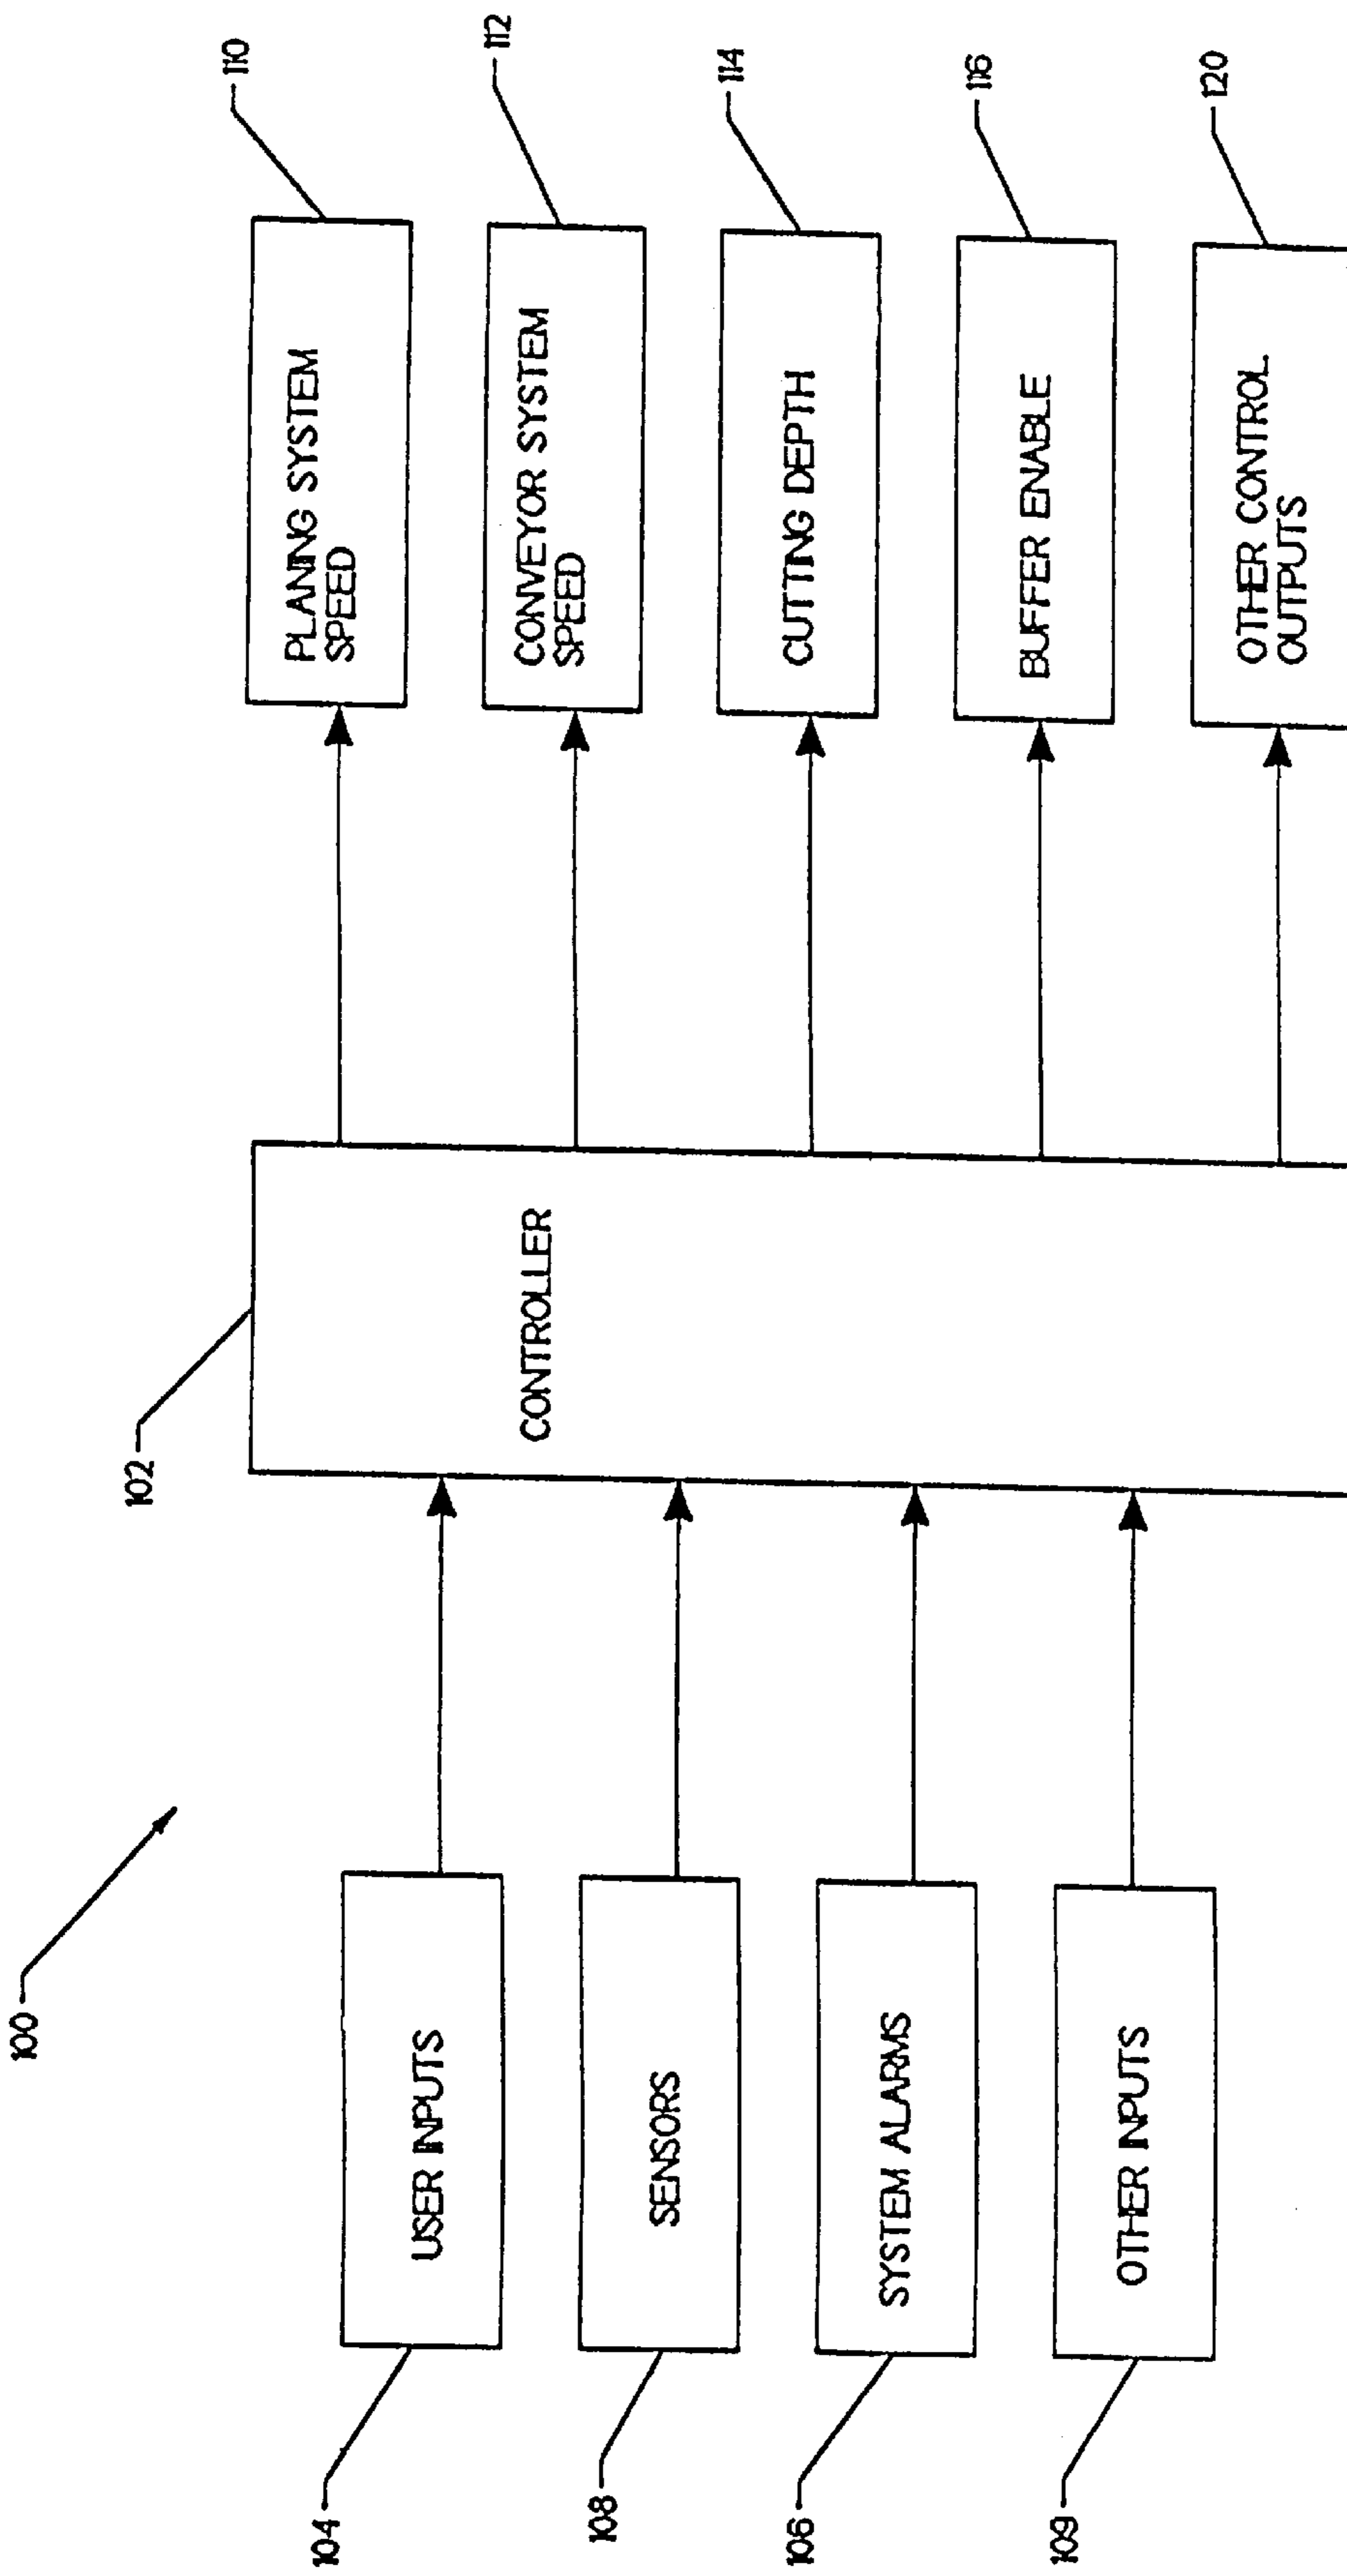 100
102
104
USER INPUTS
108
SENSORS
106
SYSTEM ALARMS
109
OTHER INPUTS
CONTROLLER
110
PLANING SYSTEM
SPEED
112
CONVEYOR SYSTEM
SPEED
114
CUTTING DEPTH
116
BUFFER ENABLE
120
OTHER CONTROL
OUTPUTS